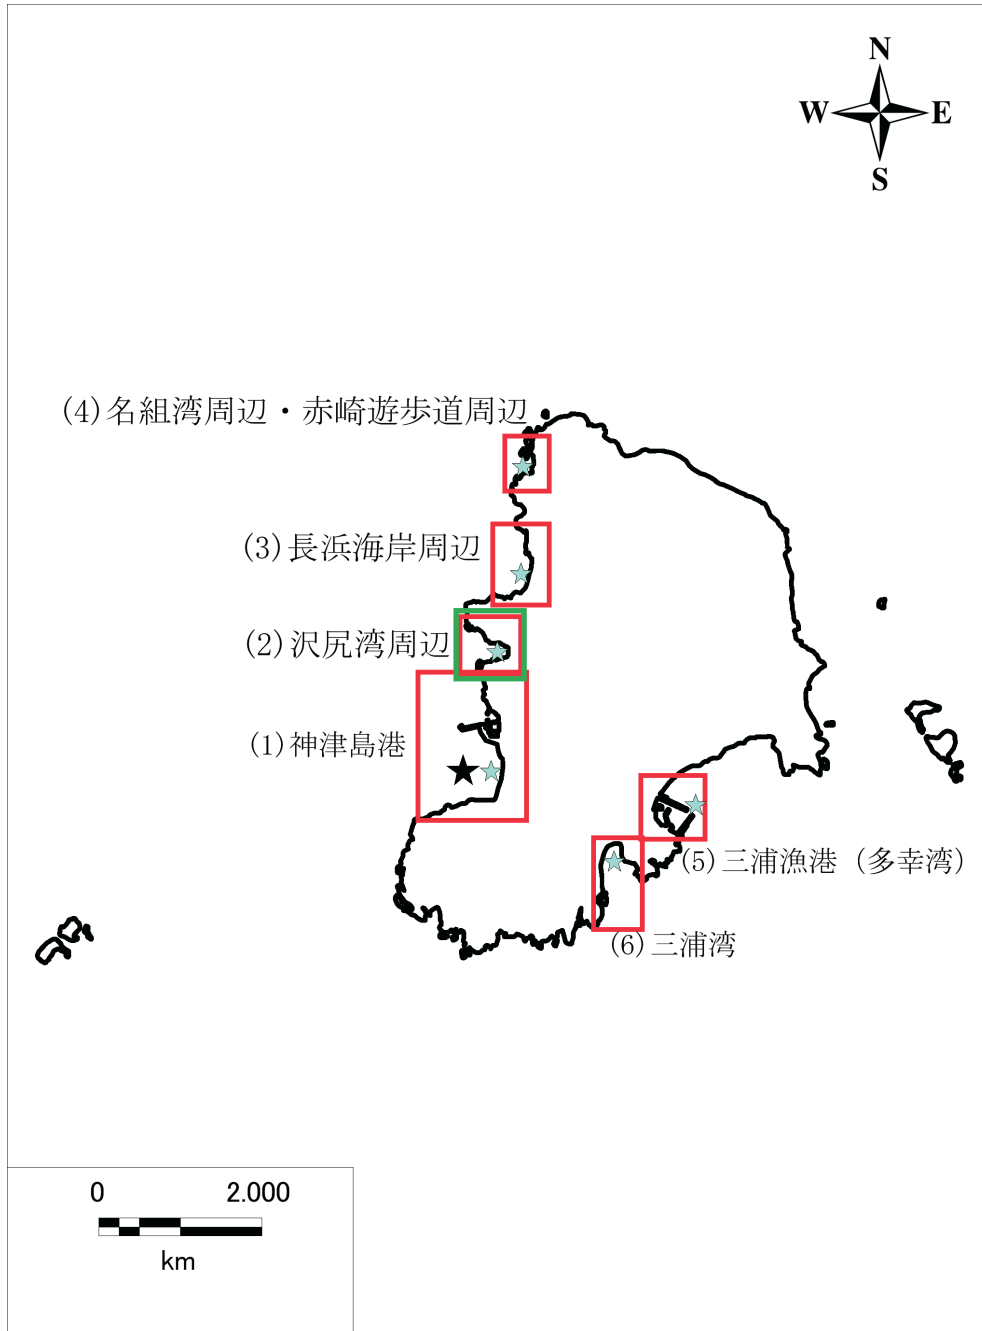 N
W
E
S
(4)名組湾周辺・赤崎遊歩道周辺
(3)長浜海岸周辺
(2)沢尻湾周辺
(1)神津島港
(5)三浦漁港（多幸湾）
(6)三浦湾
0
2.000
km